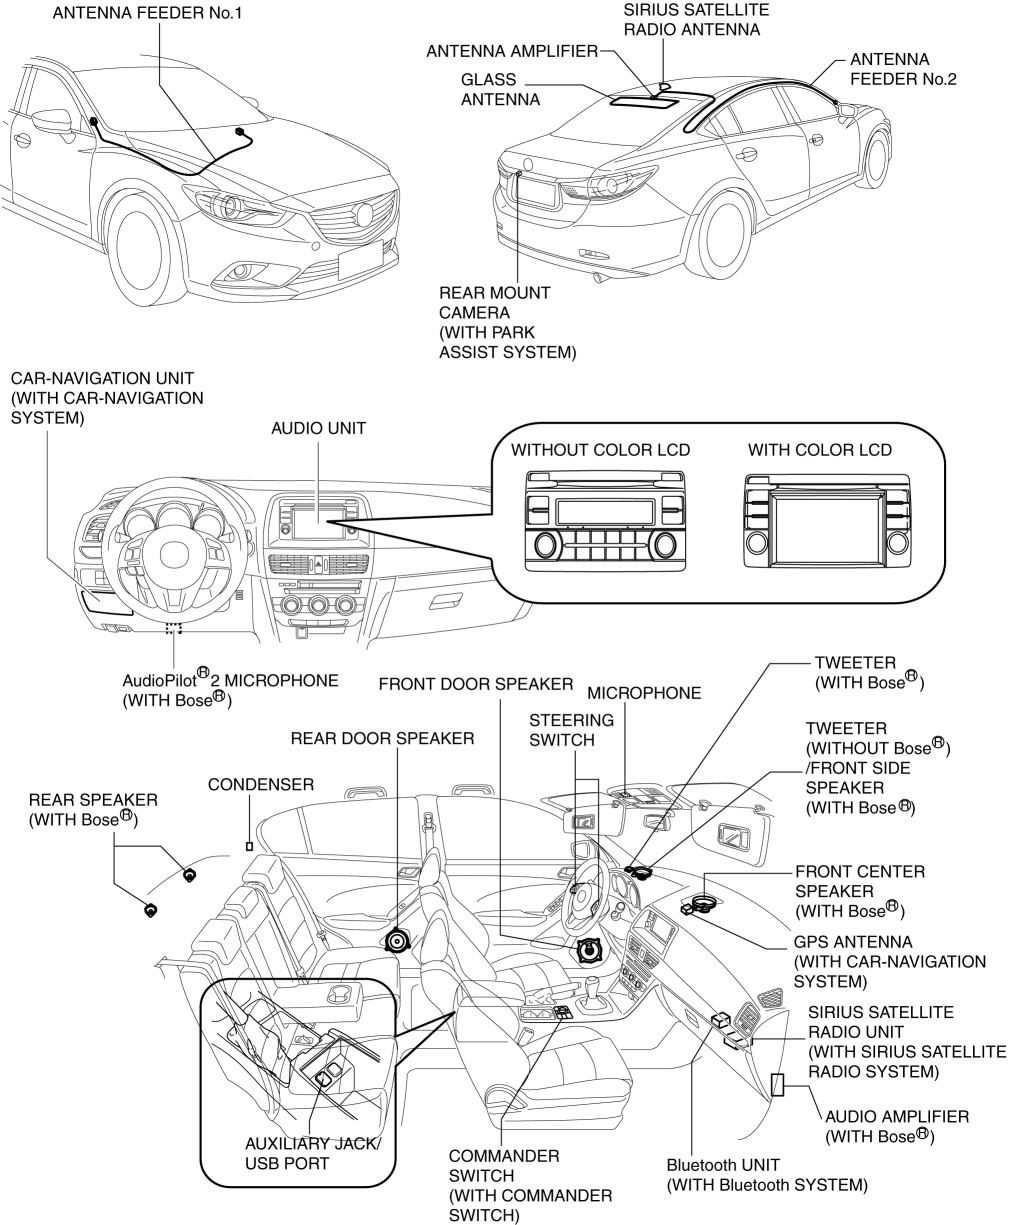 ANTENNA FEEDER No.1
SIRIUS SATELLITE
RADIO ANTENNA
ANTENNA AMPLIFIER
GLASS
ANTENNA
ANTENNA
FEEDER No.2
REAR MOUNT
CAMERA
(WITH PARK
ASSIST SYSTEM)
CAR-NAVIGATION UNIT
(WITH CAR-NAVIGATION
SYSTEM)
AUDIO UNIT
WITHOUT COLOR LCD
WITH COLOR LCD
AudioPilot®2 MICROPHONE
(WITH Bose®)
FRONT DOOR SPEAKER
MICROPHONE
STEERING
SWITCH
TWEETER
(WITH Bose®)
TWEETER
(WITHOUT Bose®)
/FRONT SIDE
SPEAKER
(WITH Bose®)
REAR DOOR SPEAKER
CONDENSER
REAR SPEAKER
(WITH Bose®)
FRONT CENTER
SPEAKER
(WITH Bose®)
GPS ANTENNA
(WITH CAR-NAVIGATION
SYSTEM)
SIRIUS SATELLITE
RADIO UNIT
(WITH SIRIUS SATELLITE
RADIO SYSTEM)
AUDIO AMPLIFIER
(WITH Bose®)
AUXILIARY JACK/
USB PORT
COMMANDER
SWITCH
(WITH COMMANDER
SWITCH)
Bluetooth UNIT
(WITH Bluetooth SYSTEM)